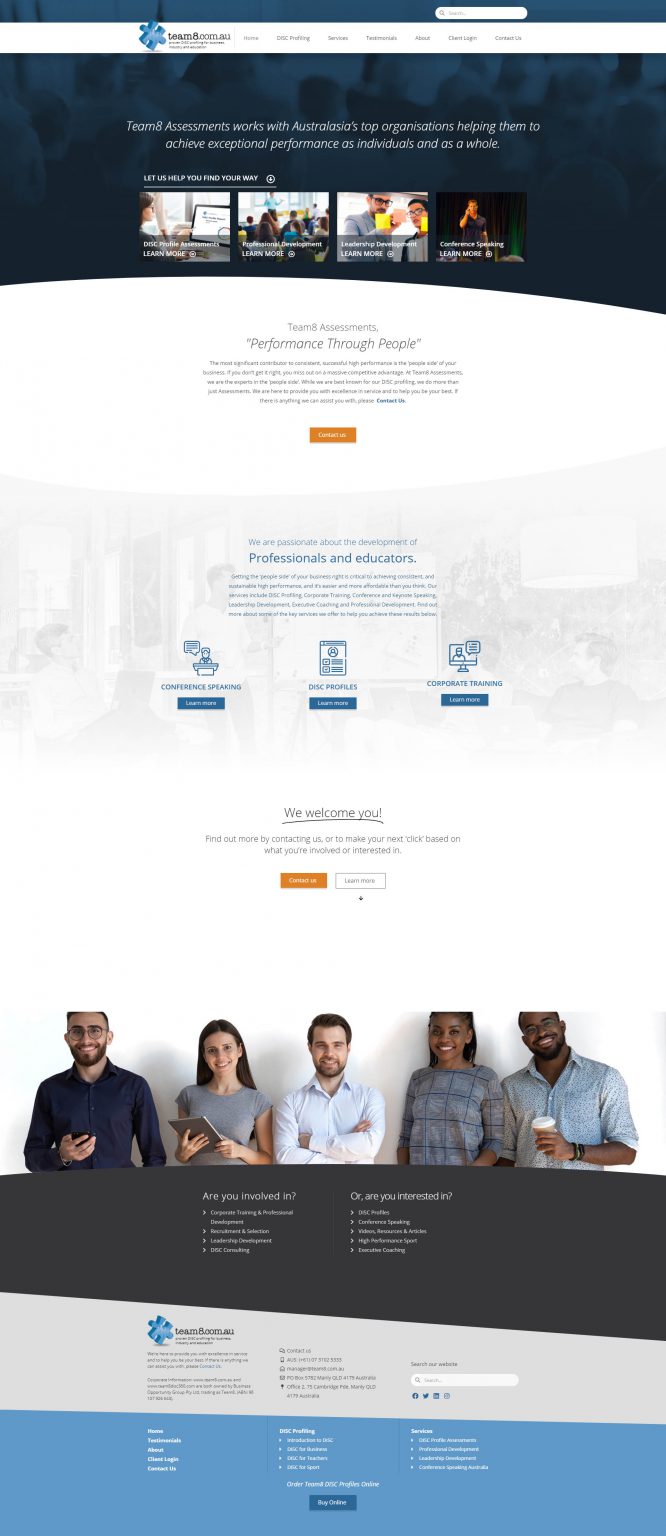 Search...
team8.com.au
proven DISC profiling for business,
industry and education
Home
DISC Profiling
Services
Testimonials
About
Client Login
Contact Us
Team8 Assessments works with Australasia's top organisations helping them to
achieve exceptional performance as individuals and as a whole.
LET US HELP YOU FIND YOUR WAY
DISC Profile Assessments
LEARN MORE
Professional Development
LEARN MORE
Leadership Development
LEARN MORE
Conference Speaking
LEARN MORE
Team8 Assessments,
"Performance Through People"
The most significant contributor to consistent, successful high performance is the 'people side' of your
business. If you don't get it right, you miss out on a massive competitive advantage. At Team8 Assessments,
we are the experts in the 'people side'. While we are best known for our DISC profiling, we do more than
just Assessments. We are here to provide you with excellence in service and to help you be your best. If
there is anything we can assist you with, please Contact Us.
Contact us
We are passionate about the development of
Professionals and educators.
Getting the 'people side' of your business right is critical to achieving consistent, and
sustainable high performance, and it's easier and more affordable than you think. Our
services include DISC Profiling, Corporate Training, Conference and Keynote Speaking,
Leadership Development, Executive Coaching and Professional Development. Find out
more about some of the key services we offer to help you achieve these results below.
CONFERENCE SPEAKING
Learn more
DISC PROFILES
Learn more
CORPORATE TRAINING
Learn more
We welcome you!
Find out more by contacting us, or to make your next 'click' based on
what you're involved or interested in.
Contact us
Learn more
Are you involved in?
Corporate Training & Professional
Development
Recruitment & Selection
Leadership Development
DISC Consulting
Or, are you interested in?
DISC Profiles
Conference Speaking
Videos, Resources & Articles
High Performance Sport
Executive Coaching
team8.com.au
proven DISC profiling for business,
industry and education
We're here to provide you with excellence in service
and to help you be your best. If there is anything we
can assist you with, please Contact Us.
Corporate Information: www.team8.com.au and
www.team8disc360.com are both owned by Business
Opportunity Group Pty Ltd, trading as Team8. (ABN: 98
107 926 643).
Contact us
AUS: (+61) 07 3102 5333
manager@team8.com.au
PO Box 5782 Manly QLD 4179 Australia
Office 2, 75 Cambridge Pde, Manly QLD
4179 Australia
Search our website
Search...
Home
Testimonials
About
Client Login
Contact Us
DISC Profiling
Introduction to DISC
DISC for Business
DISC for Teachers
DISC for Sport
Services
DISC Profile Assessments
Professional Development
Leadership Development
Conference Speaking Australia
Order Team8 DISC Profiles Online
Buy Online